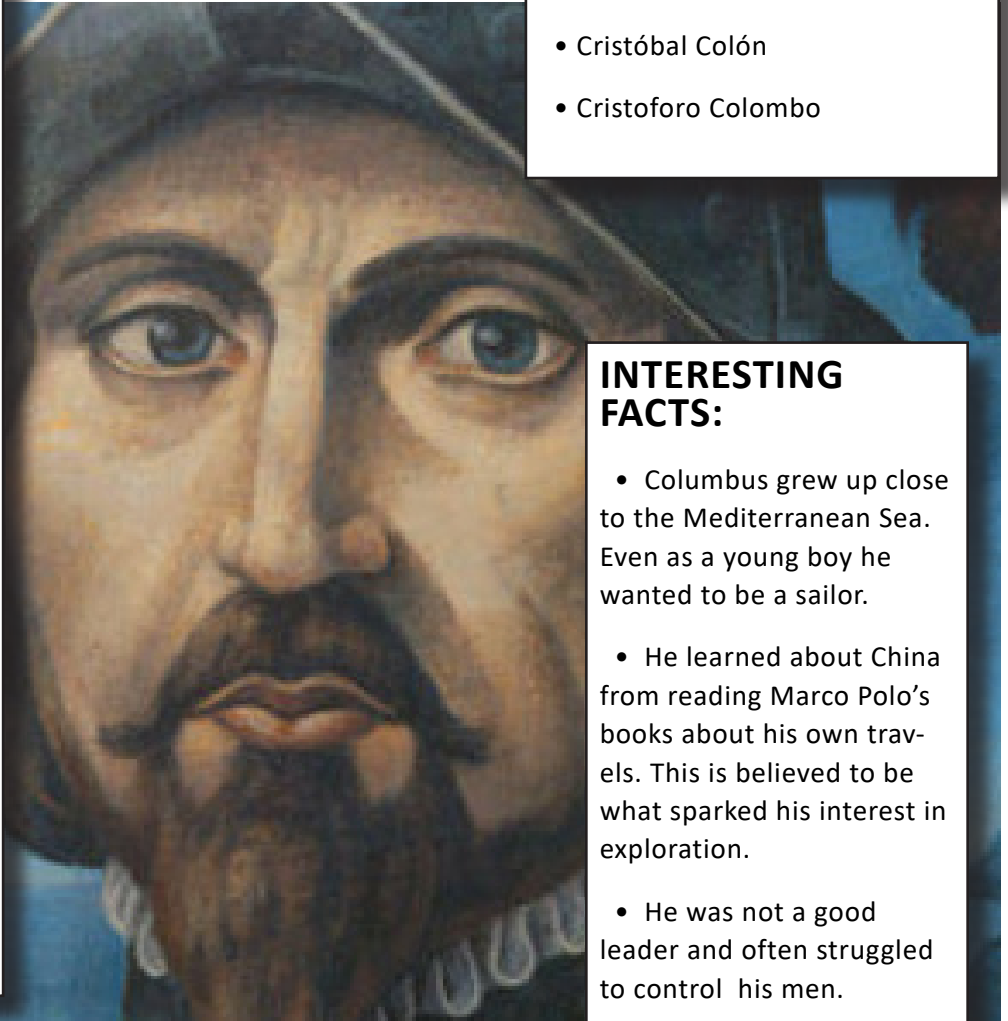 • Cristóbal Colón
• Cristoforo Colombo
INTERESTING
FACTS:
• Columbus grew up close
to the Mediterranean Sea.
Even as a young boy he
wanted to be a sailor.
• He learned about China
from reading Marco Polo’s
books about his own trav-
els. This is believed to be
what sparked his interest in
exploration.
• He was not a good
leader and often struggled
to control  his men.